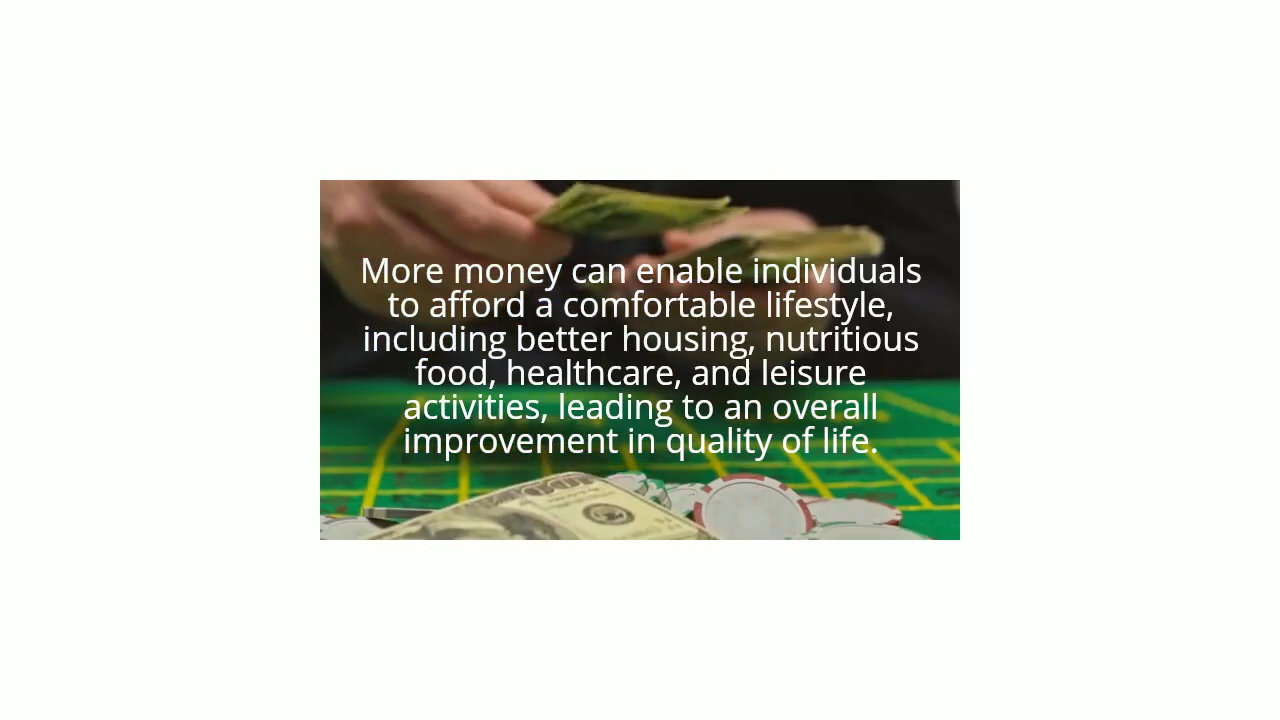 More money can enable individuals
to afford a comfortable lifestyle,
including better housing, nutritious
food, healthcare, and leisure
activities, leading to an overall
improvement in quality of life.